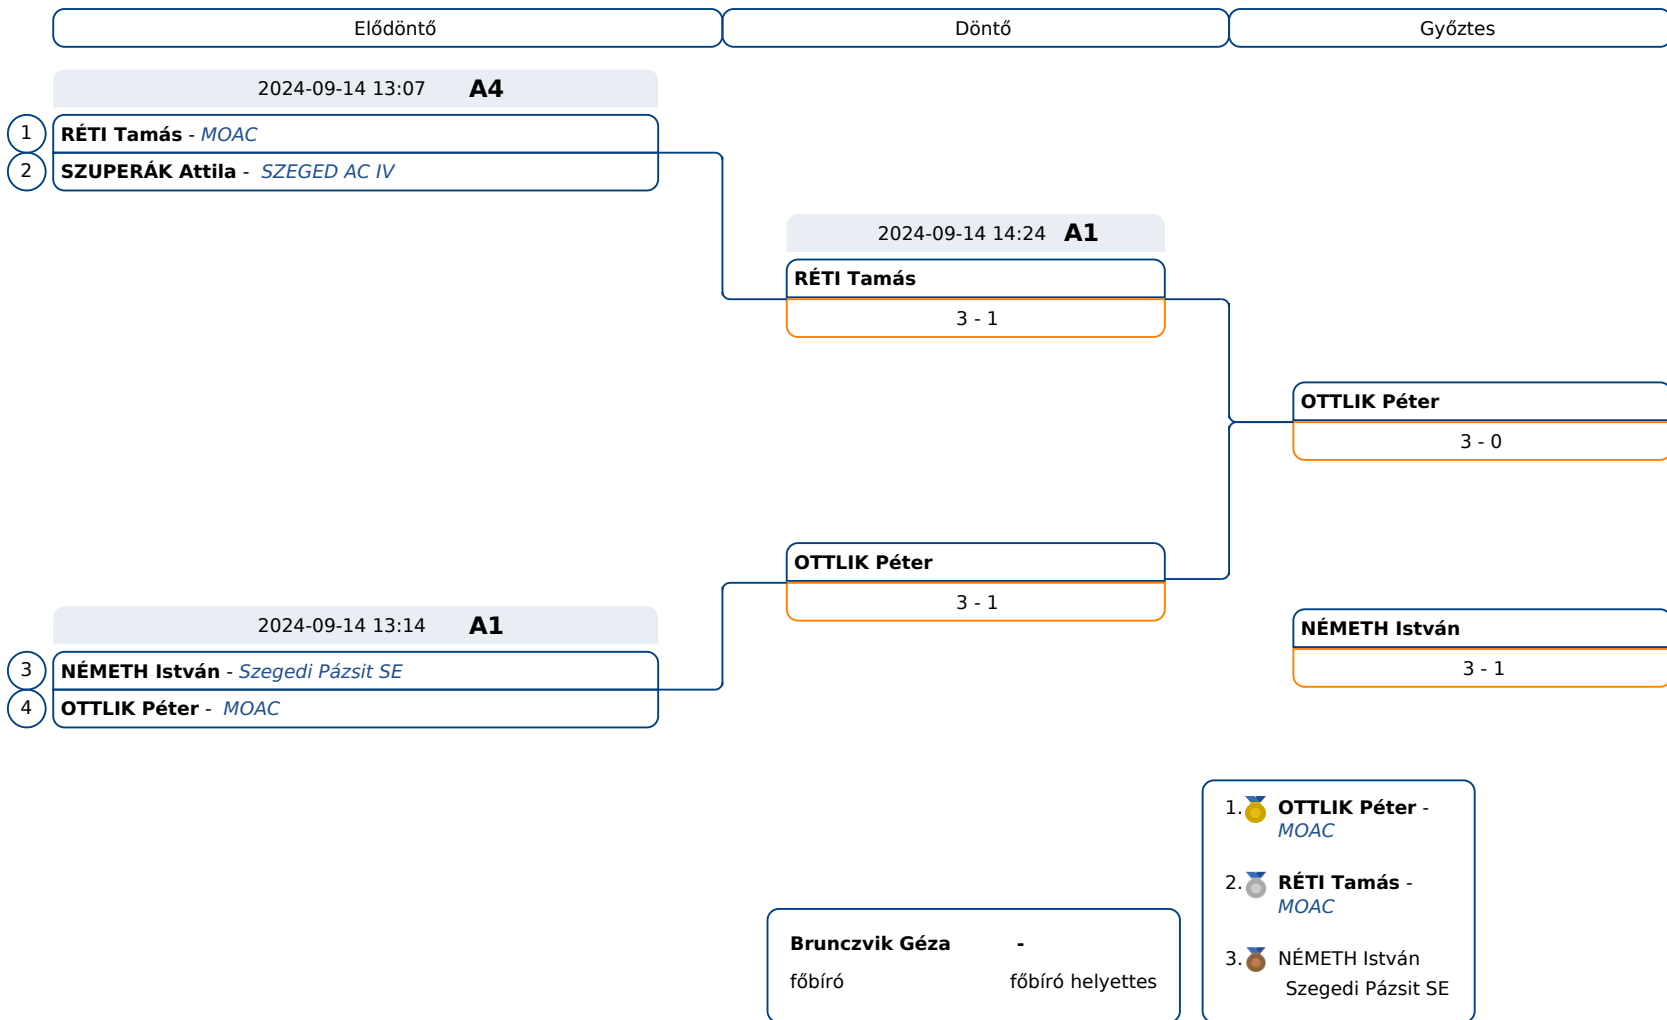 Elődöntő
Döntő
Győztes
2024-09-14 13:07 A4
1 RÉTI Tamás - MOAC
2 SZUPERÁK Attila - SZEGED AC IV
2024-09-14 14:24 A1
RÉTI Tamás
3 - 1
OTTLIK Péter
3 - 0
OTTLIK Péter
3 - 1
2024-09-14 13:14 A1
3 NÉMETH István - Szegedi Pázsit SE
4 OTTLIK Péter - MOAC
NÉMETH István
3 - 1
1. OTTLIK Péter -
MOAC
2. RÉTI Tamás -
MOAC
3. NÉMETH István
Szegedi Pázsit SE
Brunczvik Géza -
főbíró főbíró helyettes